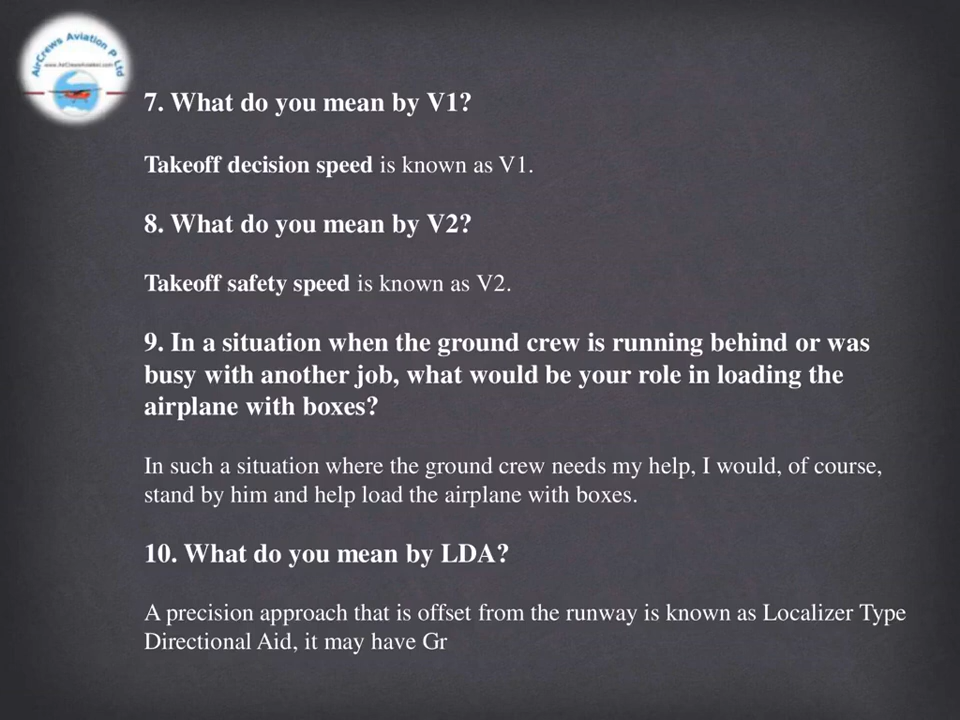 AirCrews Aviation P Ltd
www.AirCrewsAviation.com
7. What do you mean by V1?
Takeoff decision speed is known as V1.
8. What do you mean by V2?
Takeoff safety speed is known as V2.
9. In a situation when the ground crew is running behind or was
busy with another job, what would be your role in loading the
airplane with boxes?
In such a situation where the ground crew needs my help, I would, of course,
stand by him and help load the airplane with boxes.
10. What do you mean by LDA?
A precision approach that is offset from the runway is known as Localizer Type
Directional Aid, it may have Gr